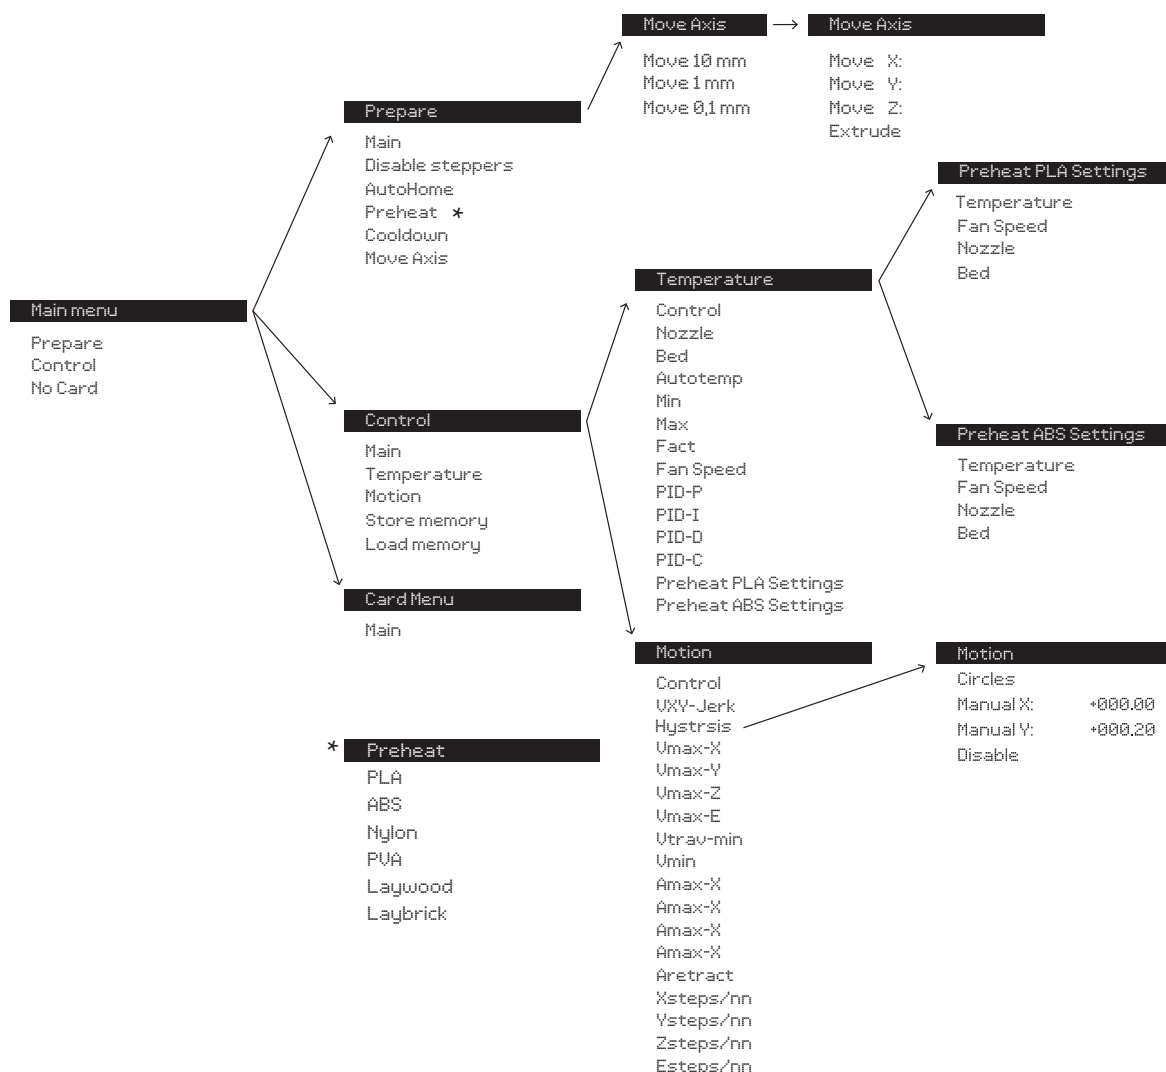 Main menu
Prepare
Control
No Card
Prepare
Main
Disable steppers
AutoHome
Preheat *
Cooldown
Move Axis
Move Axis
Move 10 mm
Move 1 mm
Move 0,1 mm
Move Axis
Move X:
Move Y:
Move Z:
Extrude
Control
Main
Temperature
Motion
Store memory
Load memory
Card Menu
Main
* Preheat
PLA
ABS
Nylon
PVA
Laywood
Laybrick
Temperature
Control
Nozzle
Bed
Autotemp
Min
Max
Fact
Fan Speed
PID-P
PID-I
PID-D
PID-C
Preheat PLA Settings
Preheat ABS Settings
Preheat PLA Settings
Temperature
Fan Speed
Nozzle
Bed
Preheat ABS Settings
Temperature
Fan Speed
Nozzle
Bed
Motion
Control
VXY-Jerk
Hystrsis
Vmax-X
Vmax-Y
Vmax-Z
Vmax-E
Vtrav-min
Vmin
Amax-X
Amax-X
Amax-X
Amax-X
Aretract
Xsteps/nn
Ysteps/nn
Zsteps/nn
Esteps/nn
Motion
Circles
Manual X: +000.00
Manual Y: +000.20
Disable